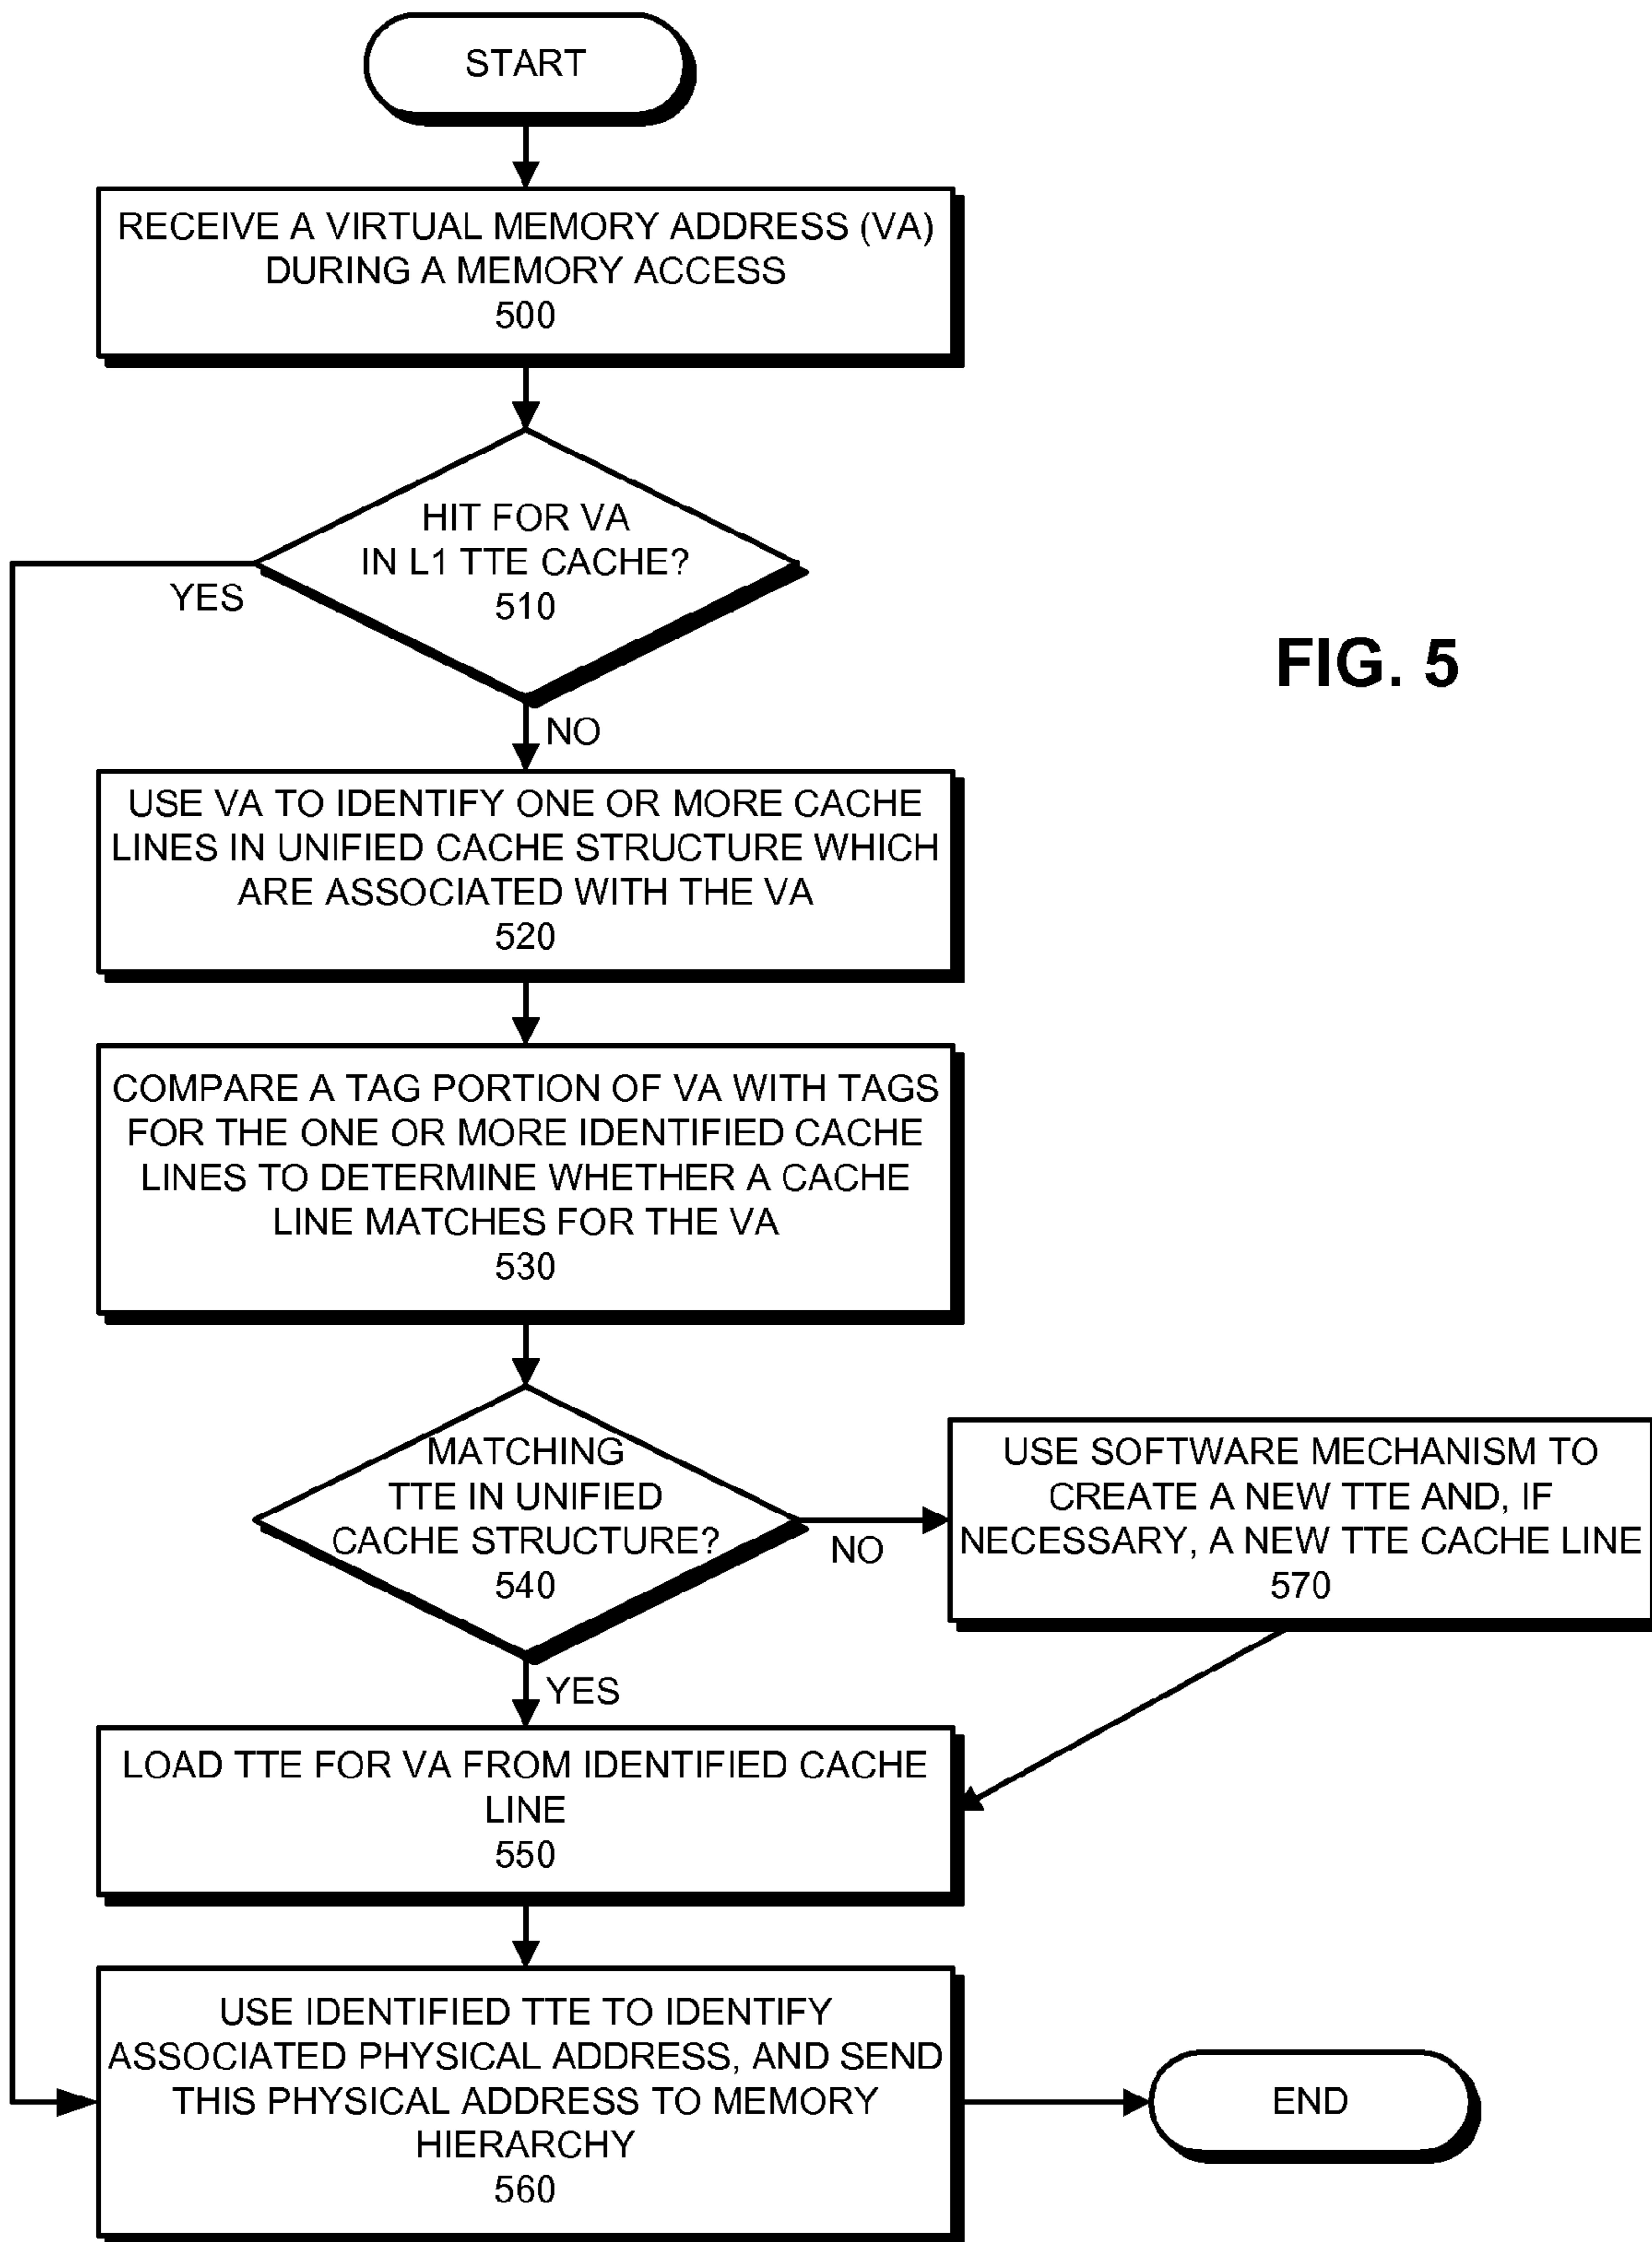 START
RECEIVE A VIRTUAL MEMORY ADDRESS (VA)
DURING A MEMORY ACCESS
500
HIT FOR VA
IN L1 TTE CACHE?
510
YES
FIG. 5
NO
USE VA TO IDENTIFY ONE OR MORE CACHE
LINES IN UNIFIED CACHE STRUCTURE WHICH
ARE ASSOCIATED WITH THE VA
520
COMPARE A TAG PORTION OF VA WITH TAGS
FOR THE ONE OR MORE IDENTIFIED CACHE
LINES TO DETERMINE WHETHER A CACHE
LINE MATCHES FOR THE VA
530
MATCHING
TTE IN UNIFIED
CACHE STRUCTURE?
540
NO
USE SOFTWARE MECHANISM TO
CREATE A NEW TTE AND, IF
NECESSARY, A NEW TTE CACHE LINE
570
YES
LOAD TTE FOR VA FROM IDENTIFIED CACHE
LINE
550
USE IDENTIFIED TTE TO IDENTIFY
ASSOCIATED PHYSICAL ADDRESS, AND SEND
THIS PHYSICAL ADDRESS TO MEMORY
HIERARCHY
560
END